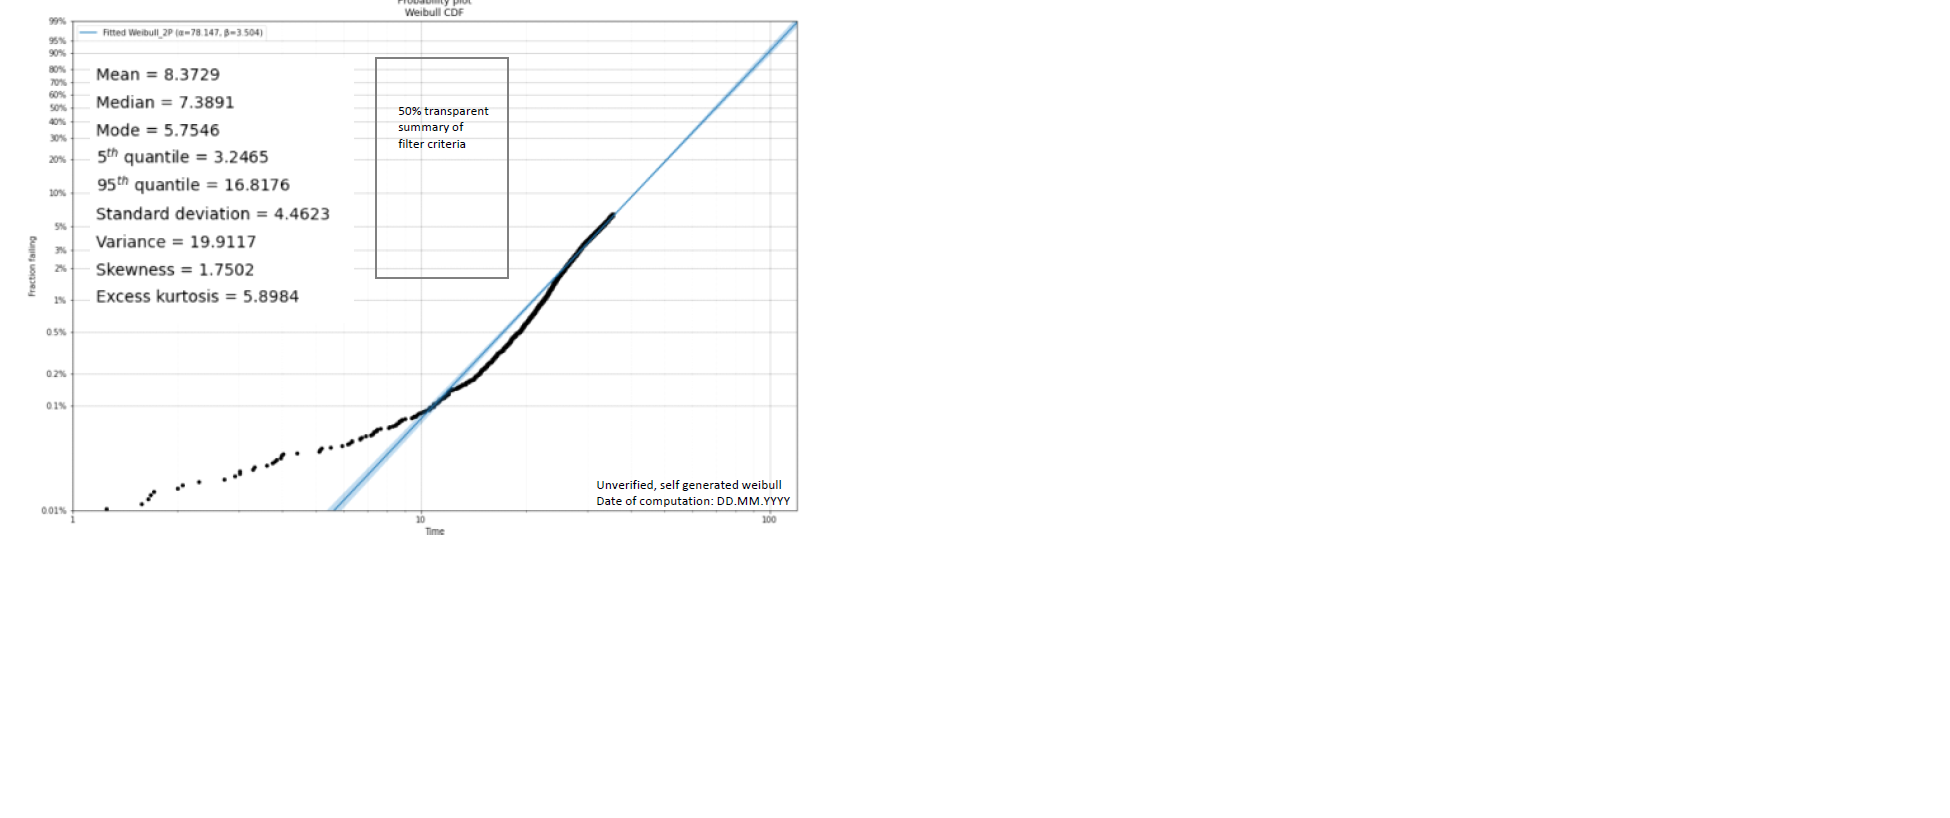 Probability plot
Weibull CDF
Fitted Weibull_2P (α=78.147, β=3.504)
99%
95%
90%
80%
70%
60%
50%
40%
30%
20%
10%
5%
3%
2%
1%
0.5%
0.2%
0.1%
0.01%
Fraction failing
Mean = 8.3729
Median = 7.3891
Mode = 5.7546
5th quantile = 3.2465
95th quantile = 16.8176
Standard deviation = 4.4623
Variance = 19.9117
Skewness = 1.7502
Excess kurtosis = 5.8984
50% transparent
summary of
filter criteria
Unverified, self generated weibull
Date of computation: DD.MM.YYYY
1
10
100
Time